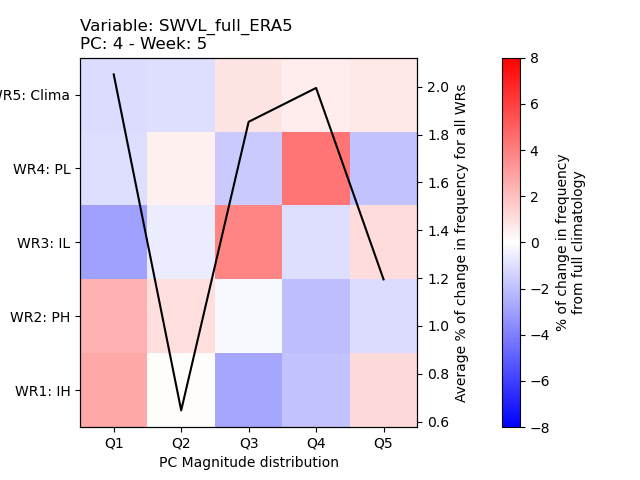 Variable: SWVL_full_ERA5
PC: 4 - Week: 5
WR5: Clima
WR4: PL
WR3: IL
WR2: PH
WR1: IH
Q1 Q2 Q3 Q4 Q5
PC Magnitude distribution
2.0
1.8
1.6
1.4
1.2
1.0
0.8
0.6
Average % of change in frequency for all WRs
8
6
4
2
0
−2
−4
−6
−8
% of change in frequency
from full climatology